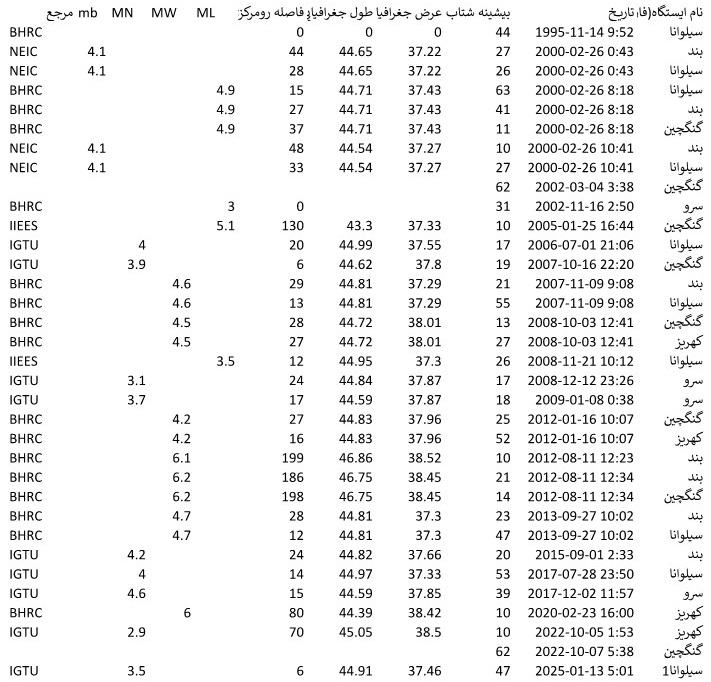 نام ایستگاه(فا تاریخ بیشینه شتاب عرض جغرافیا طول جغرافیای فاصله رومرکز ML MW MN mb مرجع
سیلوانا 1995-11-14 9:52 44 0 0 0 BHRC
بند 2000-02-26 0:43 27 37.22 44.65 44 4.1 NEIC
سیلوانا 2000-02-26 0:43 26 37.22 44.65 28 4.1 NEIC
سیلوانا 2000-02-26 8:18 63 37.43 44.71 15 4.9 BHRC
بند 2000-02-26 8:18 41 37.43 44.71 27 4.9 BHRC
گنگچین 2000-02-26 8:18 11 37.43 44.71 37 4.9 BHRC
بند 2000-02-26 10:41 10 37.27 44.54 48 4.1 NEIC
سیلوانا 2000-02-26 10:41 27 37.27 44.54 33 4.1 NEIC
گنگچین 2002-03-04 3:38 62
سرو 2002-11-16 2:50 31 0 3 BHRC
گنگچین 2005-01-25 16:44 10 37.33 43.3 130 5.1 IIEES
سیلوانا 2006-07-01 21:06 17 37.55 44.99 20 4 IGTU
گنگچین 2007-10-16 22:20 19 37.8 44.62 6 3.9 IGTU
بند 2007-11-09 9:08 21 37.29 44.81 29 4.6 BHRC
سیلوانا 2007-11-09 9:08 55 37.29 44.81 13 4.6 BHRC
گنگچین 2008-10-03 12:41 13 38.01 44.72 28 4.5 BHRC
کهریز 2008-10-03 12:41 27 38.01 44.72 27 4.5 BHRC
سیلوانا 2008-11-21 10:12 26 37.3 44.95 12 3.5 IIEES
سرو 2008-12-12 23:26 17 37.87 44.84 24 3.1 IGTU
سرو 2009-01-08 0:38 18 37.87 44.59 17 3.7 IGTU
گنگچین 2012-01-16 10:07 25 37.96 44.83 27 4.2 BHRC
کهریز 2012-01-16 10:07 52 37.96 44.83 16 4.2 BHRC
بند 2012-08-11 12:23 10 38.52 46.86 199 6.1 BHRC
بند 2012-08-11 12:34 21 38.45 46.75 186 6.2 BHRC
گنگچین 2012-08-11 12:34 14 38.45 46.75 198 6.2 BHRC
بند 2013-09-27 10:02 23 37.3 44.81 28 4.7 BHRC
سیلوانا 2013-09-27 10:02 47 37.3 44.81 12 4.7 BHRC
بند 2015-09-01 2:33 20 37.66 44.82 24 4.2 IGTU
سیلوانا 2017-07-28 23:50 53 37.33 44.97 14 4 IGTU
سرو 2017-12-02 11:57 39 37.85 44.59 15 4.6 IGTU
کهریز 2020-02-23 16:00 10 38.42 44.39 80 6 BHRC
کهریز 2022-10-05 1:53 10 38.5 45.05 70 2.9 IGTU
گنگچین 2022-10-07 5:38 62
سیلوانا1 2025-01-13 5:01 47 37.46 44.91 6 3.5 IGTU